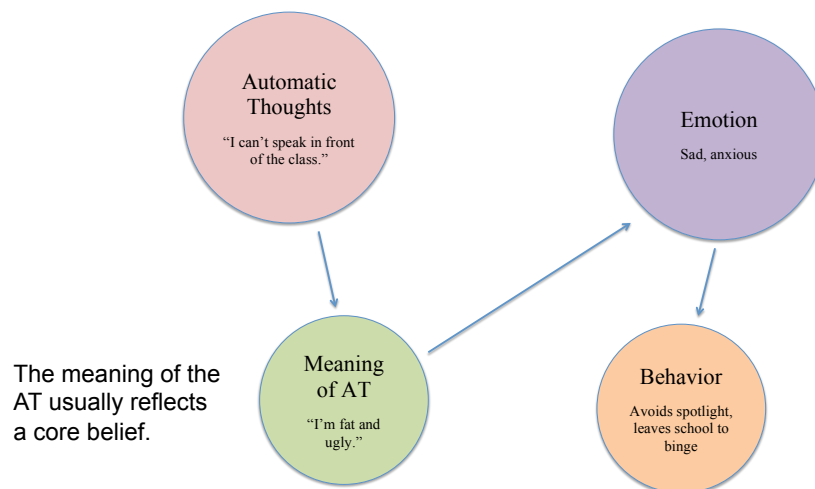 Automatic
Thoughts
“I can’t speak in front
of the class.”
Emotion
Sad, anxious
The meaning of the
AT usually reflects
a core belief.
Meaning
of AT
“I’m fat and
ugly.”
Behavior
Avoids spotlight,
leaves school to
binge